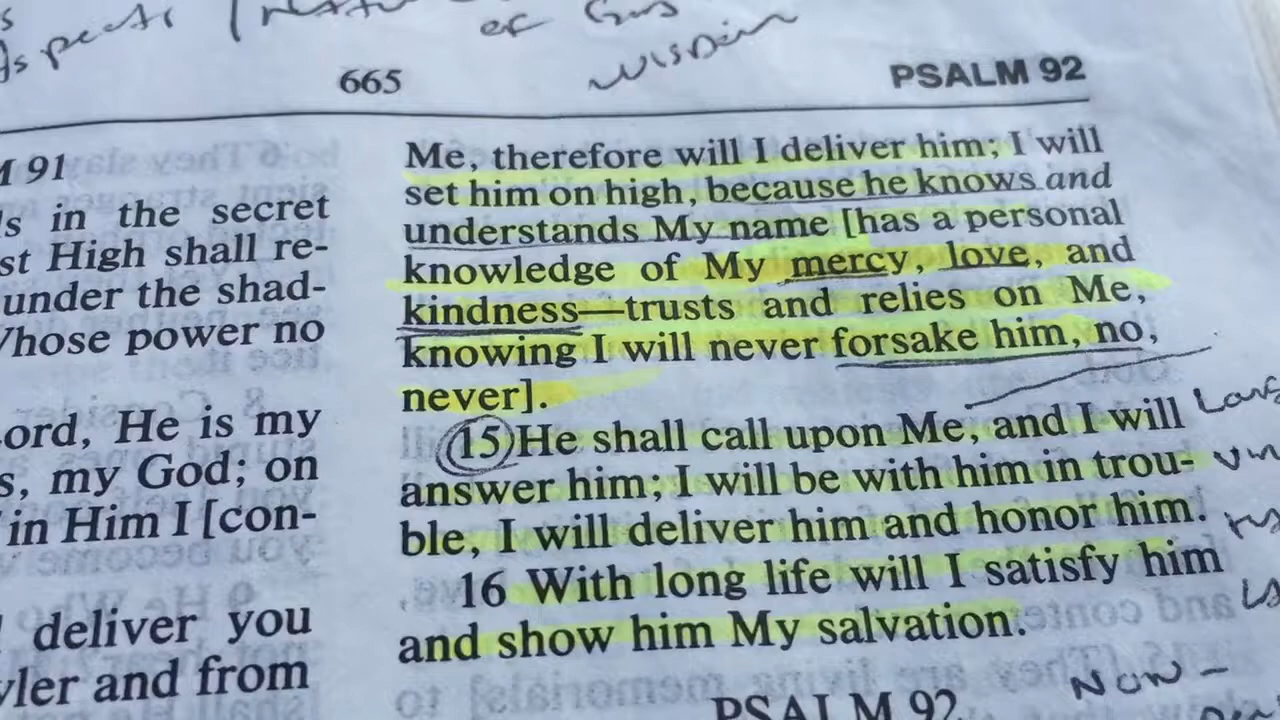 of God's
wisdom
665
PSALM 92
91
s in the secret
st High shall re-
under the shad-
Whose power no
ord, He is my
s, my God; on
in Him I [con-
deliver you
ler and from
Me, therefore will I deliver him; I will
set him on high, because he knows and
understands My name [has a personal
knowledge of My mercy, love, and
kindness—trusts and relies on Me,
knowing I will never forsake him, no,
never].
15 He shall call upon Me, and I will
answer him; I will be with him in trou-
ble, I will deliver him and honor him.
16 With long life will I satisfy him
and show him My salvation.
PSALM 92
Now -